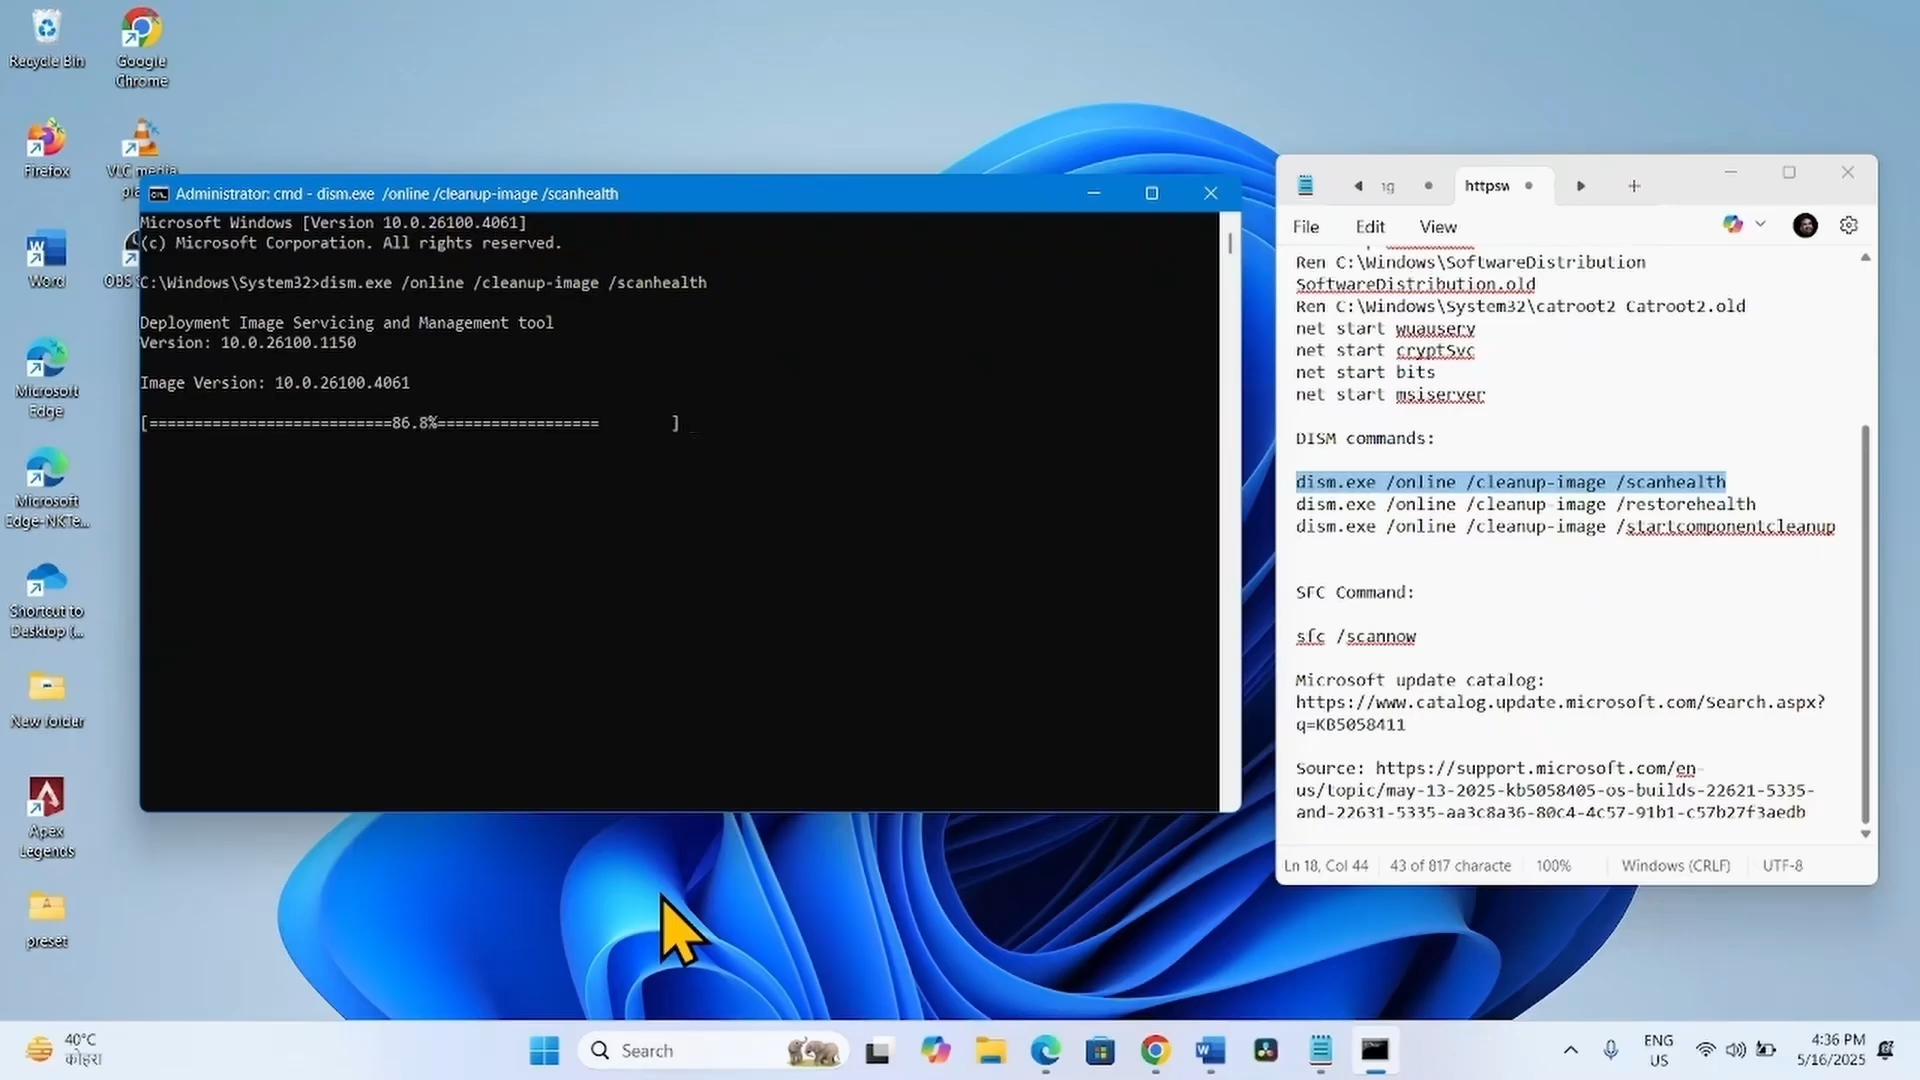 Recycle Bin
Google
Chrome
Firefox
VLC media
Word
OBS
Microsoft
Edge
Microsoft
Edge-NKTe...
Shortcut to
Desktop (...
New folder
Apex
Legends
preset
Administrator: cmd - dism.exe  /online /cleanup-image /scanhealth
Microsoft Windows [Version 10.0.26100.4061]
(c) Microsoft Corporation. All rights reserved.
C:\Windows\System32>dism.exe /online /cleanup-image /scanhealth
Deployment Image Servicing and Management tool
Version: 10.0.26100.1150
Image Version: 10.0.26100.4061
[===========================86.8%==================        ]
httpsw
File Edit View
Ren C:\Windows\SoftwareDistribution
SoftwareDistribution.old
Ren C:\Windows\System32\catroot2 Catroot2.old
net start wuauserv
net start cryptSvc
net start bits
net start msiserver
DISM commands:
dism.exe /online /cleanup-image /scanhealth
dism.exe /online /cleanup-image /restorehealth
dism.exe /online /cleanup-image /startcomponentcleanup
SFC Command:
sfc /scannow
Microsoft update catalog:
https://www.catalog.update.microsoft.com/Search.aspx?
q=KB5058411
Source: https://support.microsoft.com/en-
us/topic/may-13-2025-kb5058405-os-builds-22621-5335-
and-22631-5335-aa3c8a36-80c4-4c57-91b1-c57b27f3aedb
Ln 18, Col 44 43 of 817 characte 100% Windows (CRLF) UTF-8
40°C
कोहरा
Search
ENG
US
4:36 PM
5/16/2025